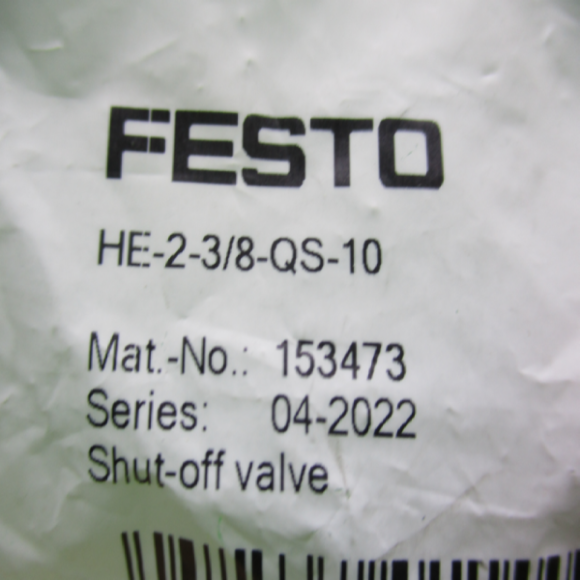 FESTO
HE-2-3/8-QS-10
Mat.-No.: 153473
Series: 04-2022
Shut-off valve